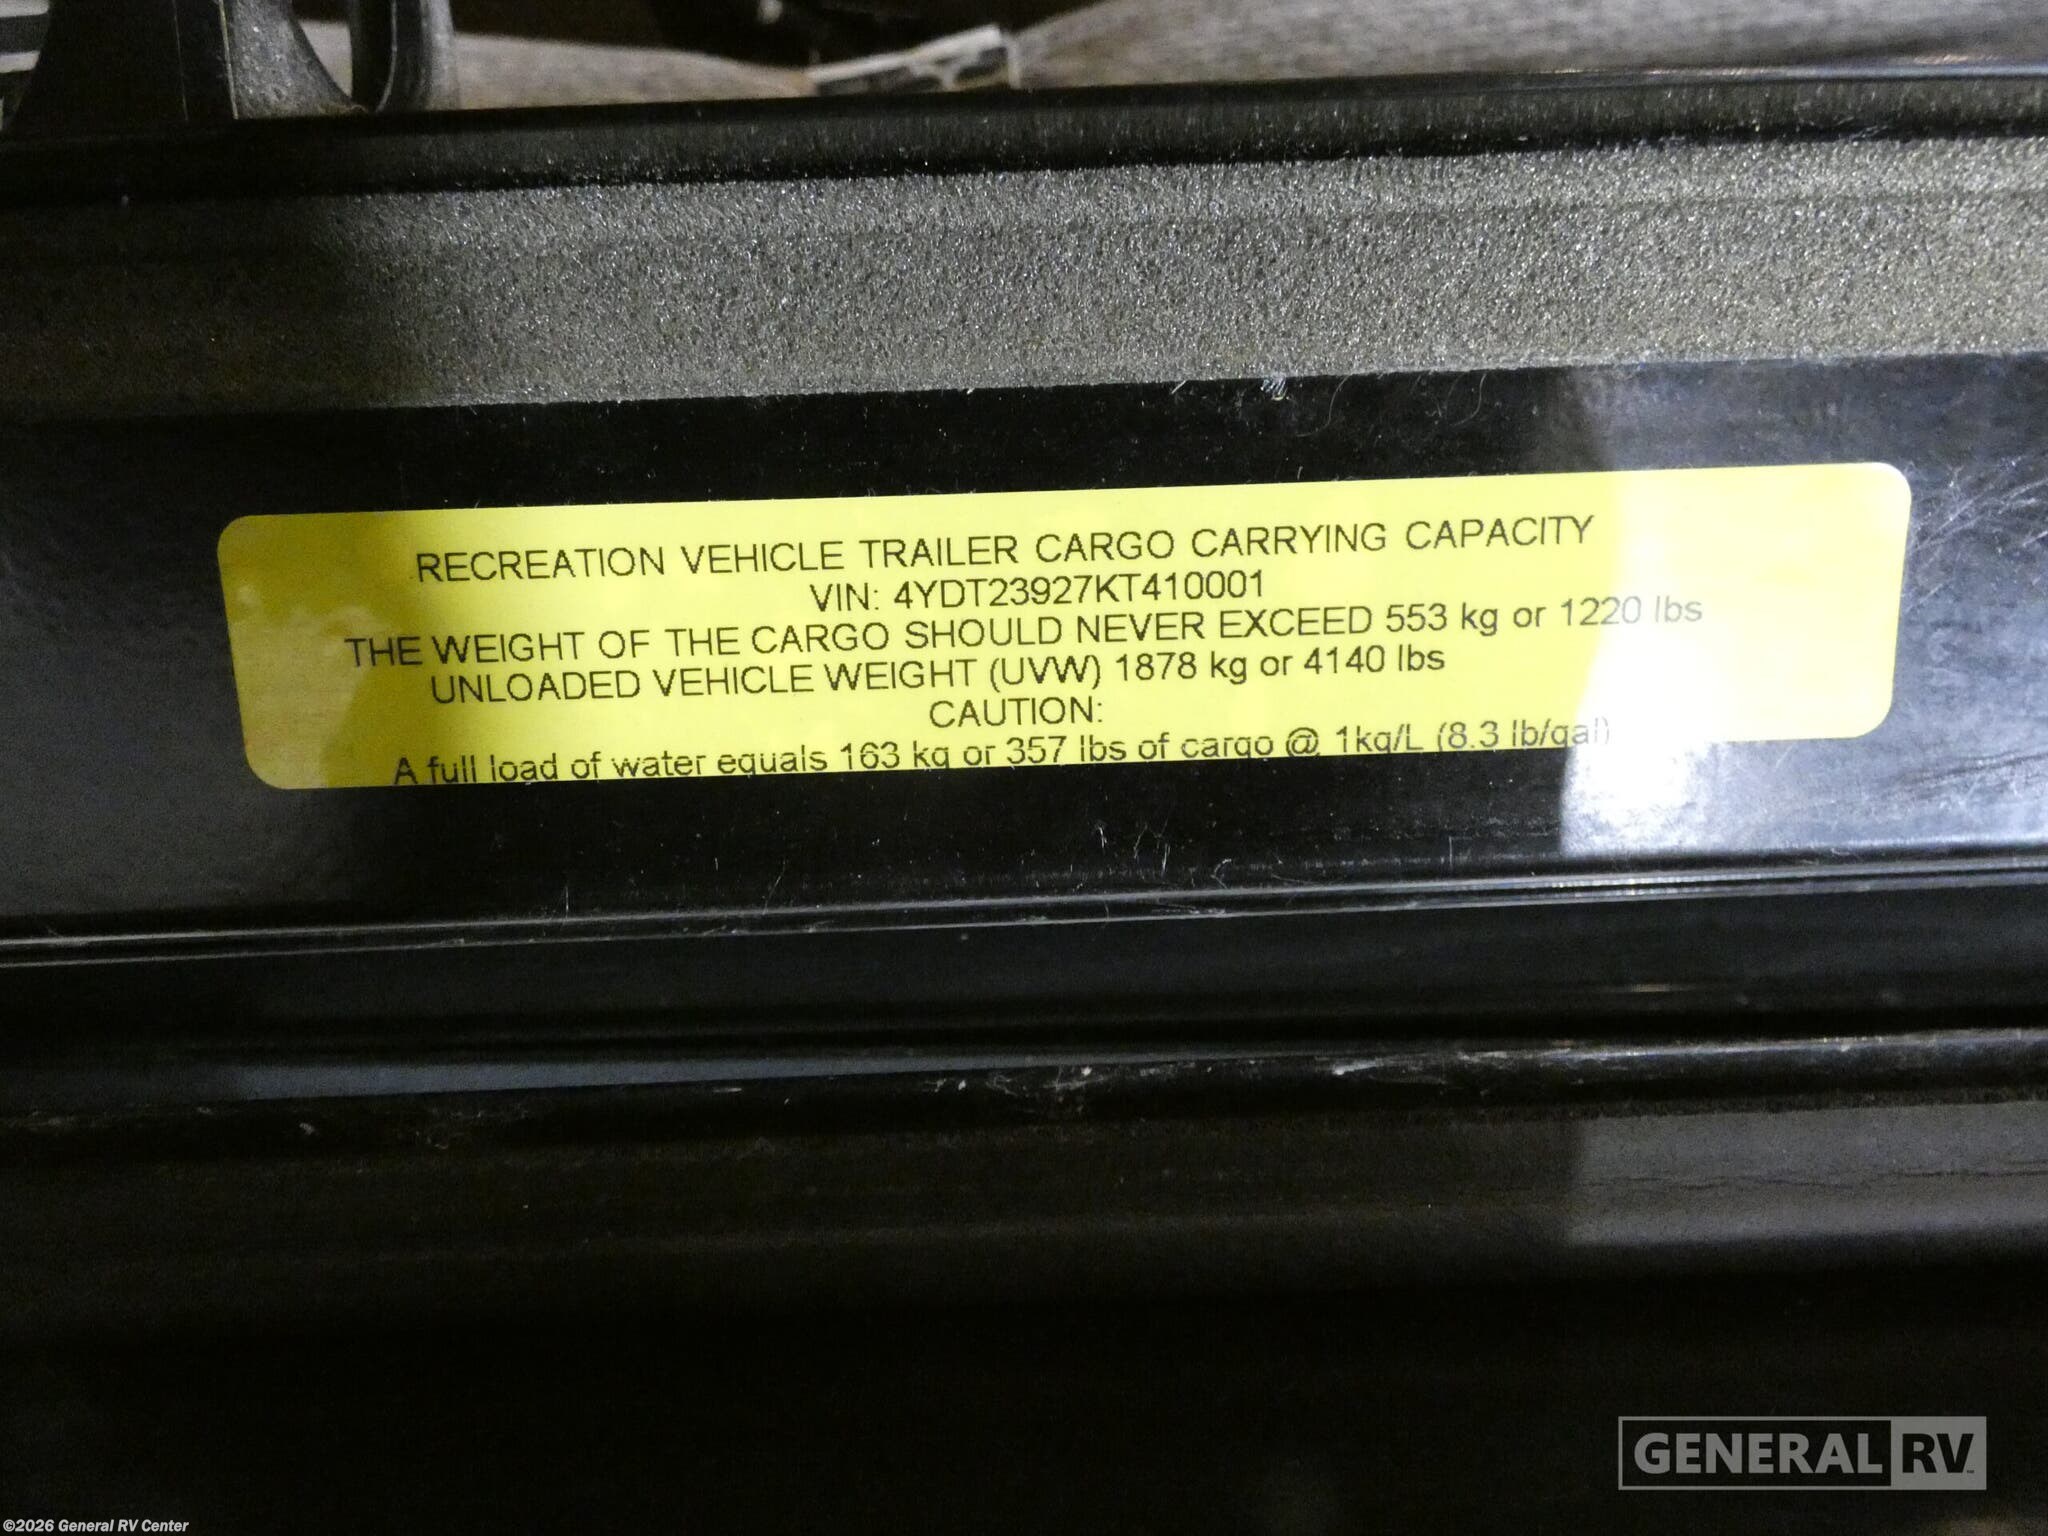 RECREATION VEHICLE TRAILER CARGO CARRYING CAPACITY
VIN: 4YDT23927KT410001
THE WEIGHT OF THE CARGO SHOULD NEVER EXCEED 553 kg or 1220 lbs
UNLOADED VEHICLE WEIGHT (UVW) 1878 kg or 4140 lbs
CAUTION:
A full load of water equals 163 kg or 357 lbs of cargo @ 1kg/L (8.3 lb/gal)
GENERAL RV
©2026 General RV Center